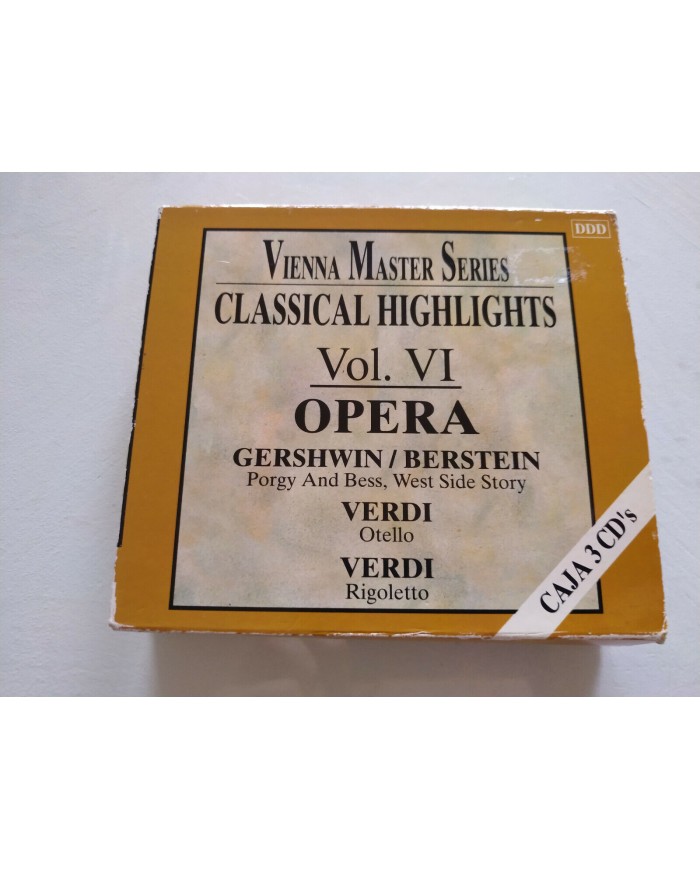 DDD
VIENNA MASTER SERIES
CLASSICAL HIGHLIGHTS
Vol. VI
OPERA
GERSHWIN / BERSTEIN
Porgy And Bess, West Side Story
VERDI
Otello
VERDI
Rigoletto
CAJA 3 CD's